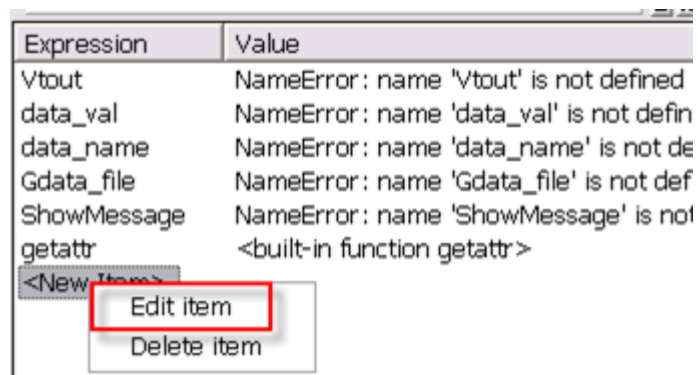 Expression Value
Vtout NameError: name 'Vtout' is not defined
data_val NameError: name 'data_val' is not defin
data_name NameError: name 'data_name' is not de
Gdata_file NameError: name 'Gdata_file' is not def
ShowMessage NameError: name 'ShowMessage' is not
getattr <built-in function getattr>
<New Item>
Edit item
Delete item